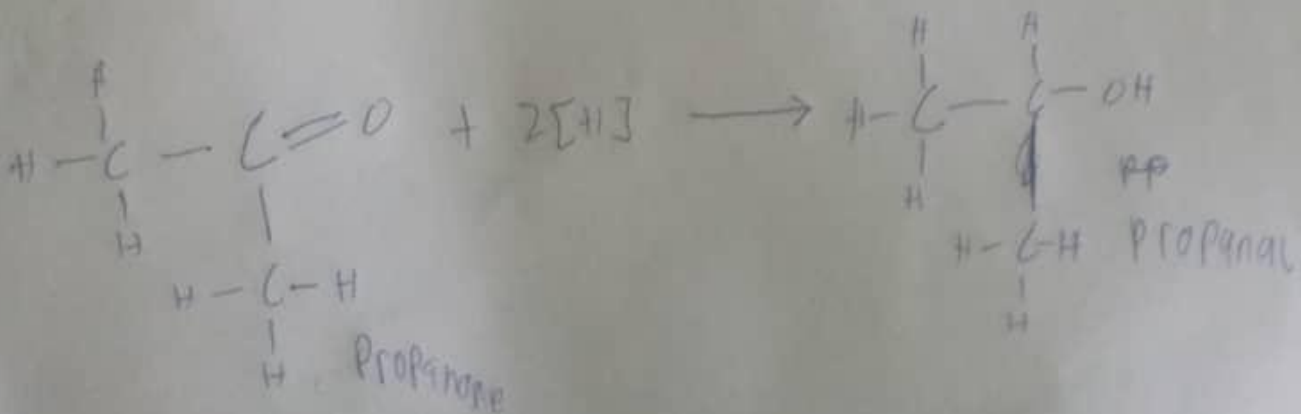 H H H
H - C - C = O + 2[H] → H - C - C - OH
H H
H - C - H H - C - H Propanal
H H
Propanone